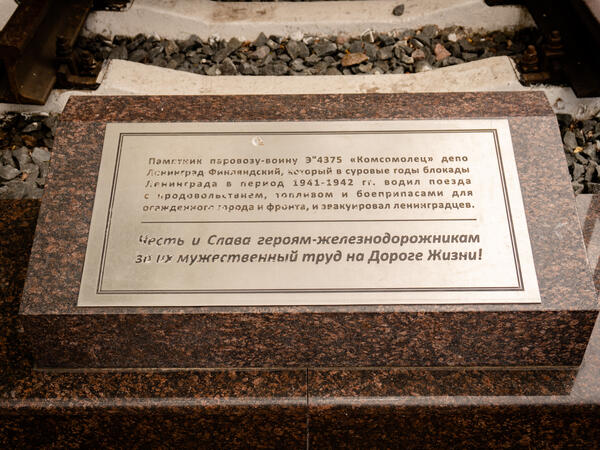 Памятник паровозу-воину Эᵘ4375 «Комсомолец» депо
Ленинград Финляндский, который в суровые годы блокады
Ленинграда в период 1941-1942 гг. водил поезда
с продовольствием, топливом и боеприпасами для
осажденного города и фронта, и эвакуировал ленинградцев.
Честь и Слава героям-железнодорожникам
за их мужественный труд на Дороге Жизни!